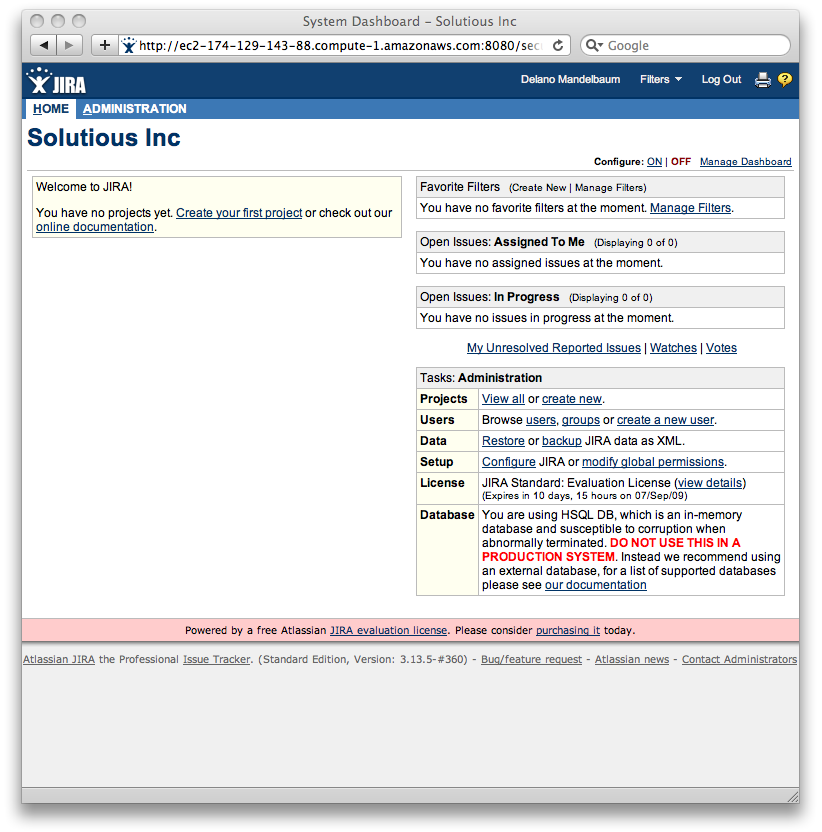 System Dashboard – Solutious Inc
http://ec2-174-129-143-88.compute-1.amazonaws.com:8080/sec
Google
JIRA
Delano Mandelbaum Filters Log Out
HOME ADMINISTRATION
Solutious Inc
Configure: ON | OFF Manage Dashboard
Welcome to JIRA!
You have no projects yet. Create your first project or check out our
online documentation.
Favorite Filters (Create New | Manage Filters)
You have no favorite filters at the moment. Manage Filters.
Open Issues: Assigned To Me (Displaying 0 of 0)
You have no assigned issues at the moment.
Open Issues: In Progress (Displaying 0 of 0)
You have no issues in progress at the moment.
My Unresolved Reported Issues | Watches | Votes
Tasks: Administration
Projects View all or create new.
Users Browse users, groups or create a new user.
Data Restore or backup JIRA data as XML.
Setup Configure JIRA or modify global permissions.
License JIRA Standard: Evaluation License (view details)
(Expires in 10 days, 15 hours on 07/Sep/09)
Database You are using HSQL DB, which is an in-memory
database and susceptible to corruption when
abnormally terminated. DO NOT USE THIS IN A
PRODUCTION SYSTEM. Instead we recommend using
an external database, for a list of supported databases
please see our documentation
Powered by a free Atlassian JIRA evaluation license. Please consider purchasing it today.
Atlassian JIRA the Professional Issue Tracker. (Standard Edition, Version: 3.13.5-#360) - Bug/feature request - Atlassian news - Contact Administrators